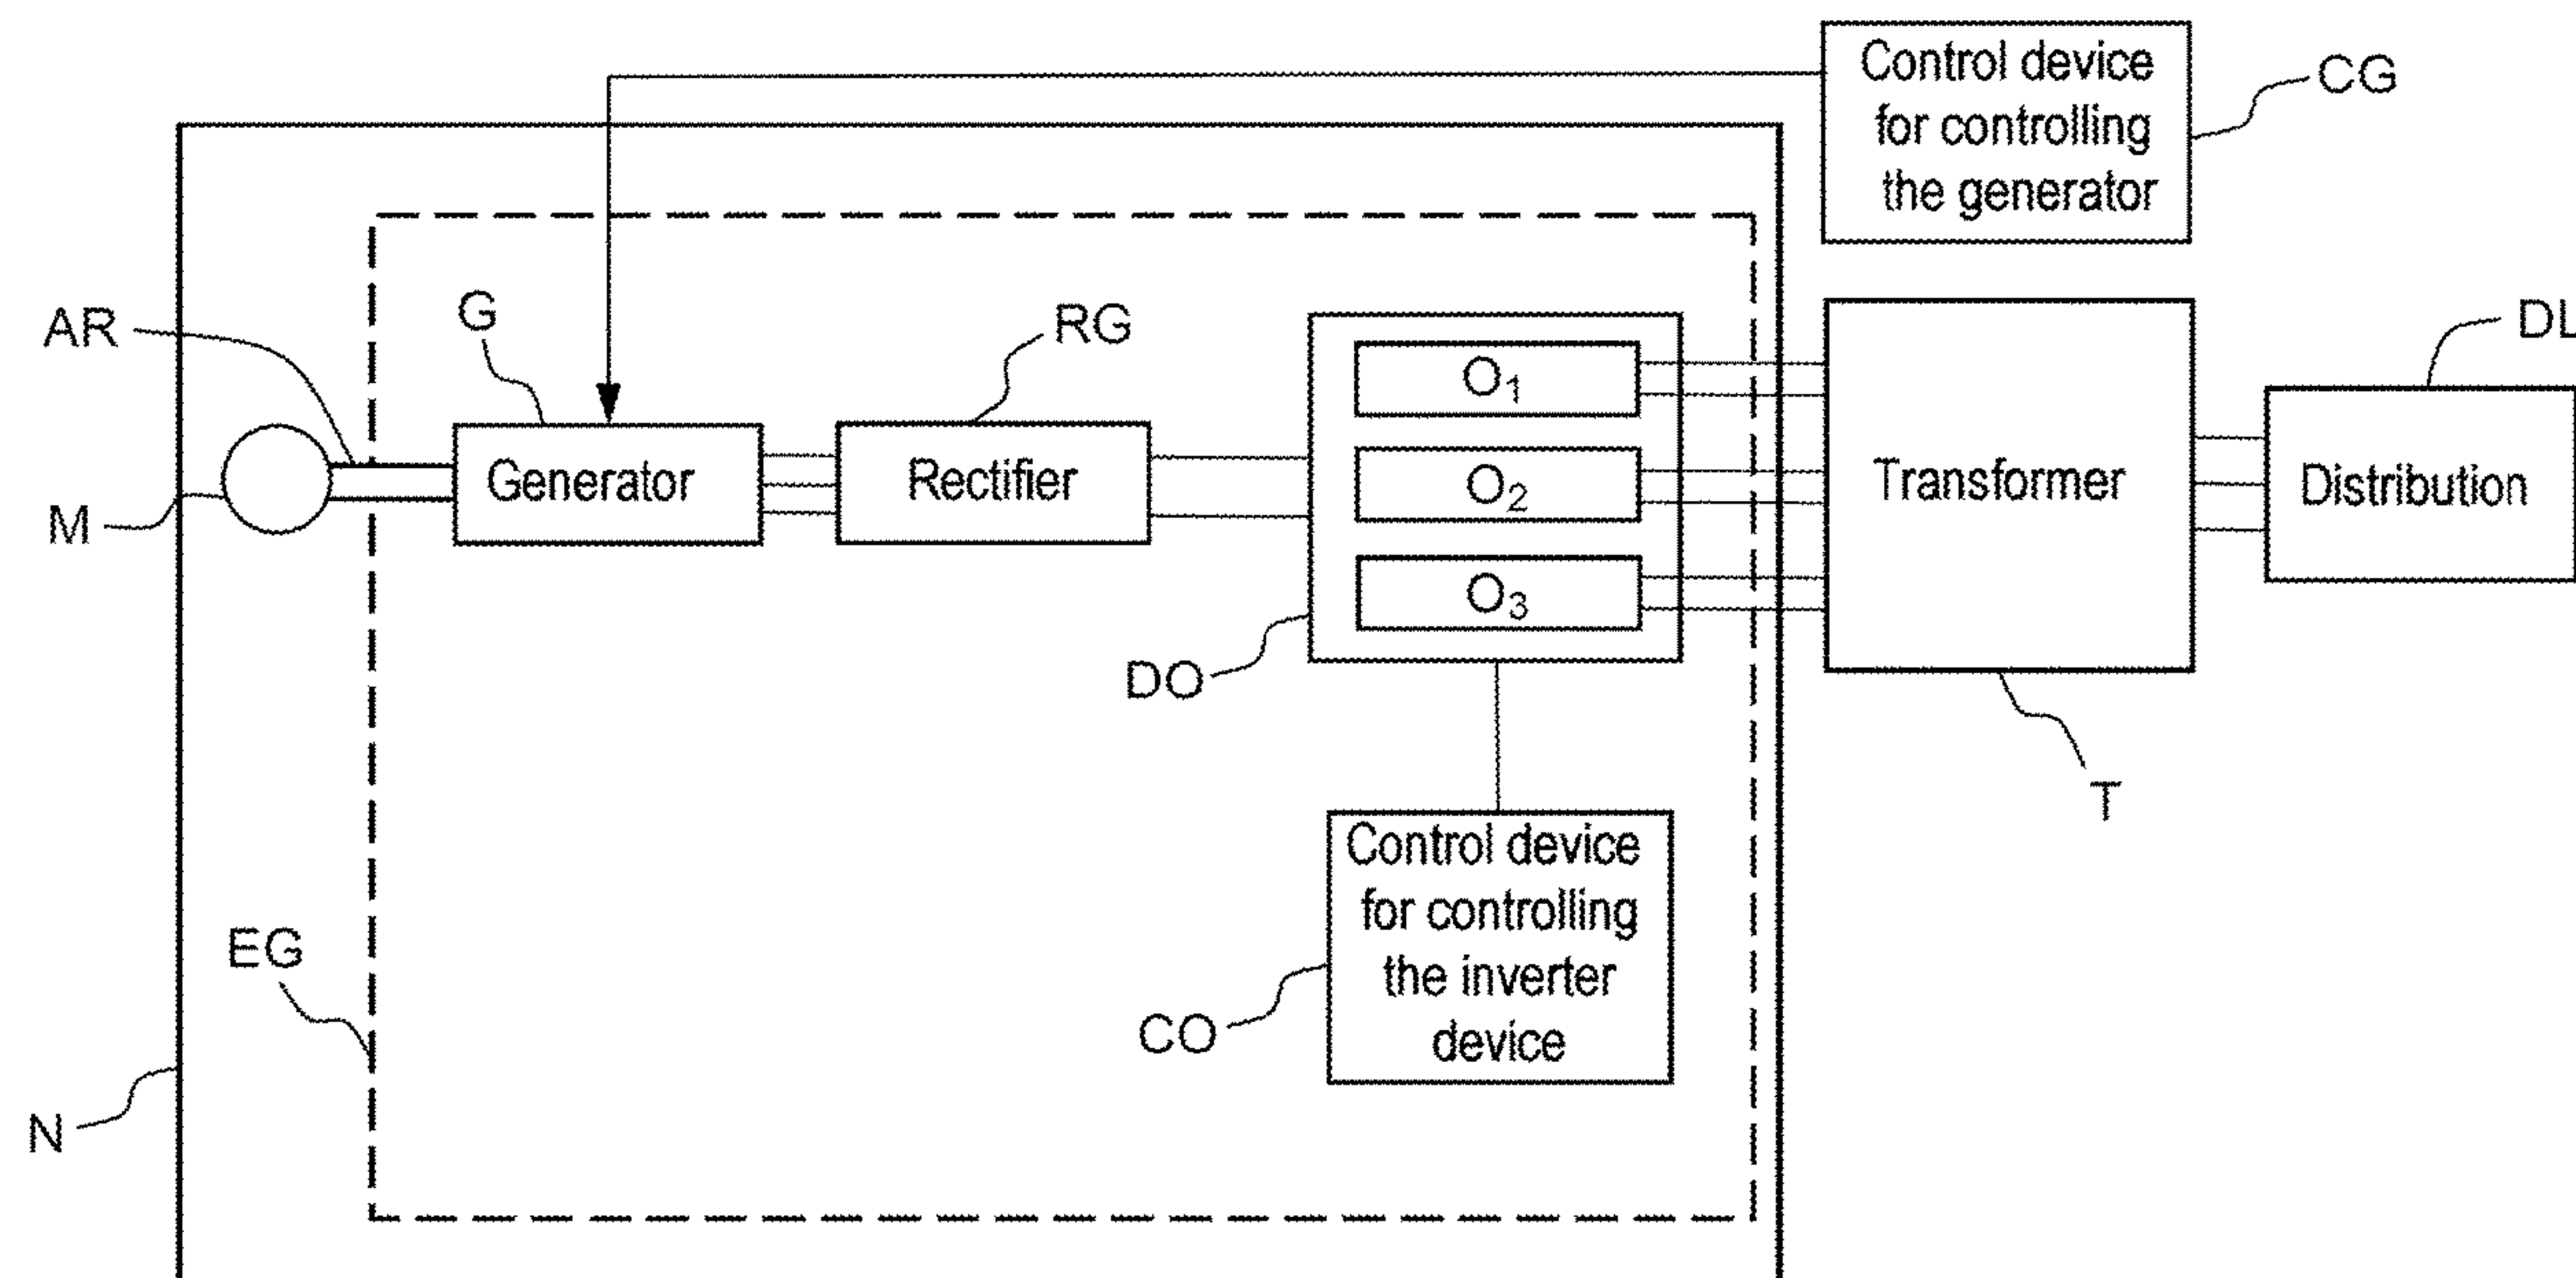 Control device
for controlling
the generator
CG
AR
G
RG
DL
O₁
Generator
Rectifier
O₂
Transformer
Distribution
M
O₃
DO
T
Control device
for controlling
the inverter
device
EG
CO
N